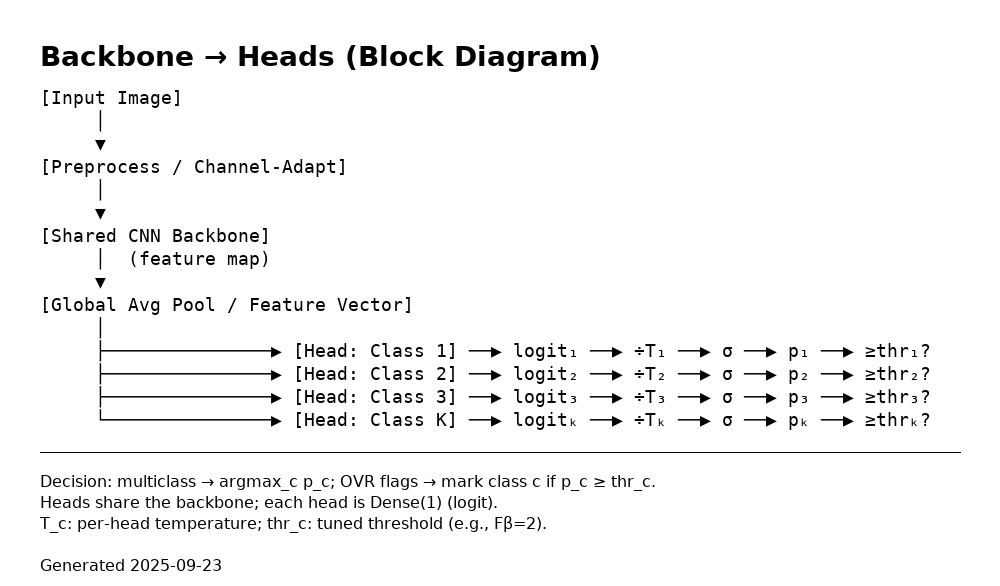 Backbone → Heads (Block Diagram)
[Input Image]
│
▼
[Preprocess / Channel-Adapt]
│
▼
[Shared CNN Backbone]
│  (feature map)
▼
[Global Avg Pool / Feature Vector]
│
├───────────────▶ [Head: Class 1] ──▶ logit₁ ──▶ ÷T₁ ──▶ σ ──▶ p₁ ──▶ ≥thr₁?
├───────────────▶ [Head: Class 2] ──▶ logit₂ ──▶ ÷T₂ ──▶ σ ──▶ p₂ ──▶ ≥thr₂?
├───────────────▶ [Head: Class 3] ──▶ logit₃ ──▶ ÷T₃ ──▶ σ ──▶ p₃ ──▶ ≥thr₃?
└───────────────▶ [Head: Class K] ──▶ logitₖ ──▶ ÷Tₖ ──▶ σ ──▶ pₖ ──▶ ≥thrₖ?
Decision: multiclass → argmax_c p_c; OVR flags → mark class c if p_c ≥ thr_c.
Heads share the backbone; each head is Dense(1) (logit).
T_c: per-head temperature; thr_c: tuned threshold (e.g., Fβ=2).
Generated 2025-09-23